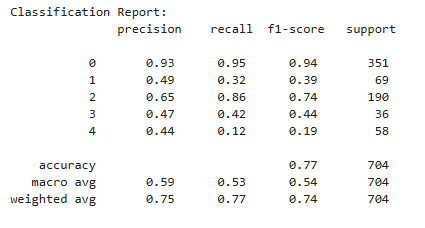 Classification Report:
precision recall f1-score support
0 0.93 0.95 0.94 351
1 0.49 0.32 0.39 69
2 0.65 0.86 0.74 190
3 0.47 0.42 0.44 36
4 0.44 0.12 0.19 58
accuracy 0.77 704
macro avg 0.59 0.53 0.54 704
weighted avg 0.75 0.77 0.74 704